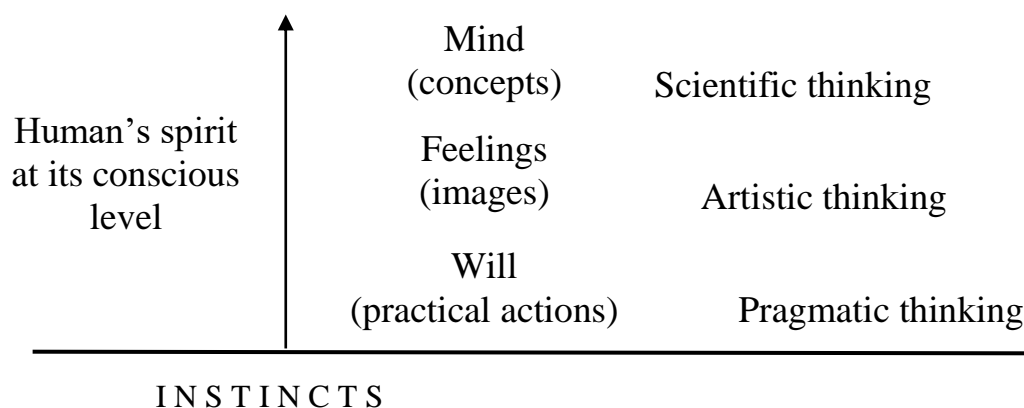 Human's spirit
at its conscious
level
Mind
(concepts)
Scientific thinking
Feelings
(images)
Artistic thinking
Will
(practical actions)
Pragmatic thinking
I N S T I N C T S